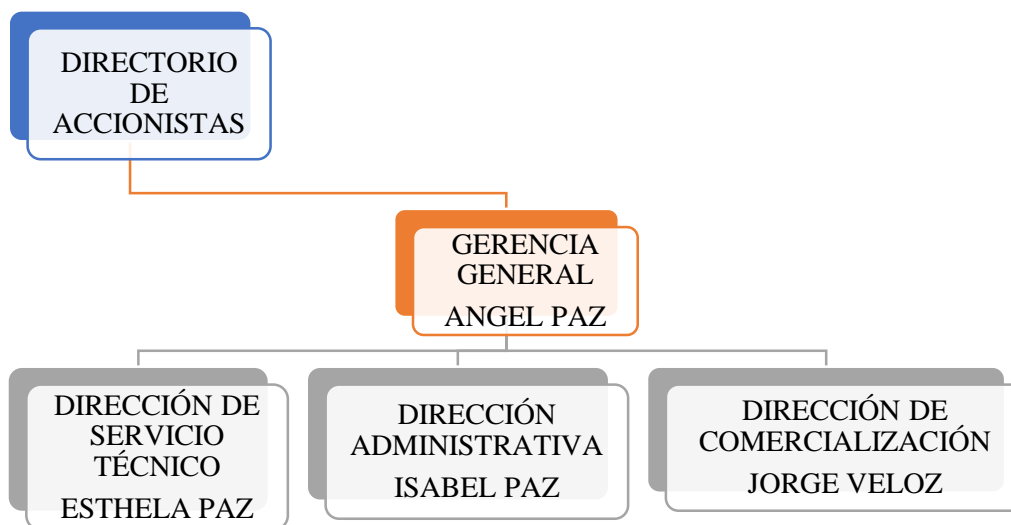 DIRECTORIO
DE
ACCIONISTAS
GERENCIA
GENERAL
ANGEL PAZ
DIRECCIÓN DE
SERVICIO
TÉCNICO
ESTHELA PAZ
DIRECCIÓN
ADMINISTRATIVA
ISABEL PAZ
DIRECCIÓN DE
COMERCIALIZACIÓN
JORGE VELOZ